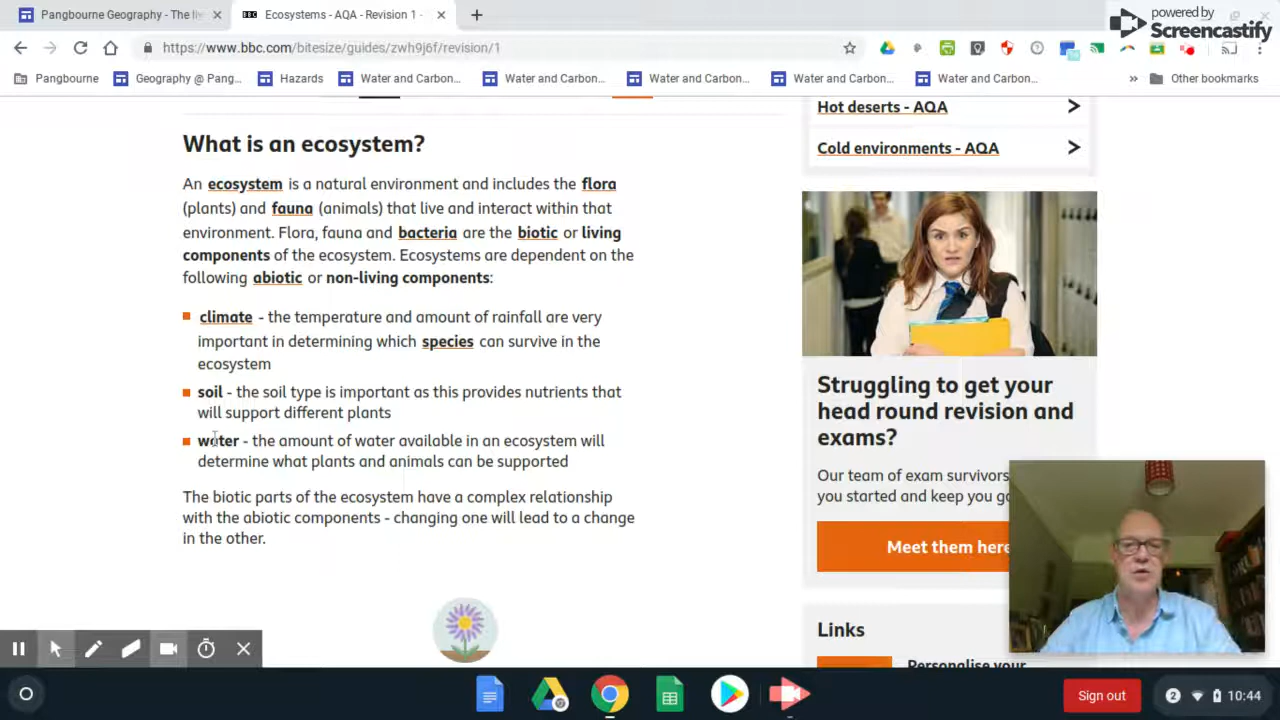 Pangbourne Geography - The liv
BBC Ecosystems - AQA - Revision 1 -
powered by
Screencastify
https://www.bbc.com/bitesize/guides/zwh9j6f/revision/1
Pangbourne
Geography @ Pang...
Hazards
Water and Carbon...
Water and Carbon...
Water and Carbon...
Water and Carbon...
Water and Carbon...
Other bookmarks
What is an ecosystem?
An ecosystem is a natural environment and includes the flora
(plants) and fauna (animals) that live and interact within that
environment. Flora, fauna and bacteria are the biotic or living
components of the ecosystem. Ecosystems are dependent on the
following abiotic or non-living components:
climate - the temperature and amount of rainfall are very
important in determining which species can survive in the
ecosystem
soil - the soil type is important as this provides nutrients that
will support different plants
water - the amount of water available in an ecosystem will
determine what plants and animals can be supported
The biotic parts of the ecosystem have a complex relationship
with the abiotic components - changing one will lead to a change
in the other.
Hot deserts - AQA
Cold environments - AQA
Struggling to get your
head round revision and
exams?
Our team of exam survivors
you started and keep you go
Meet them here
Links
Personalise your
Sign out
2
10:44